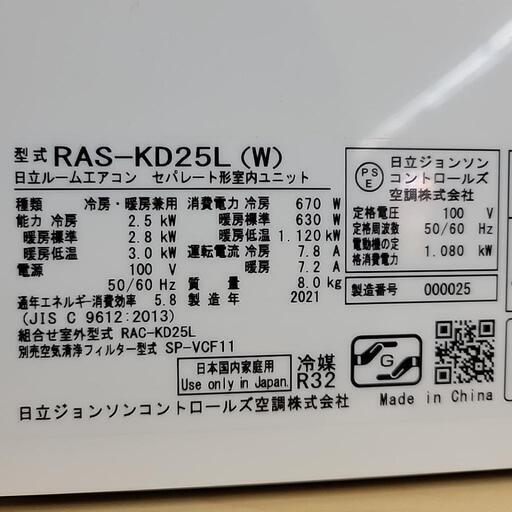 型式 RAS-KD25L (W)
日立ルームエアコン セパレート形室内ユニット
種類 冷房・暖房兼用
能力 冷房 2.5 kW
暖房標準 2.8 kW
暖房低温 3.0 kW
電源 100 V
50/60 Hz
消費電力 冷房 670 W
暖房標準 630 W
暖房低温 1.120 kW
運転電流 冷房 7.8 A
暖房 7.2 A
質量 8.0 kg
製造年 2021
通年エネルギー消費効率 5.8
(JIS C 9612:2013)
組合せ室外型式 RAC-KD25L
別売空気清浄フィルター型式 SP-VCF11
日本国内家庭用
Use only in Japan.
冷媒
R32
日立ジョンソンコントロールズ空調株式会社
PS
E
日立ジョンソン
コントロールズ
空調株式会社
定格電圧 100 V
定格周波数 50/60 Hz
電動機の定
格消費電力 1.080 kW
製造番号 000025
G
Made in China